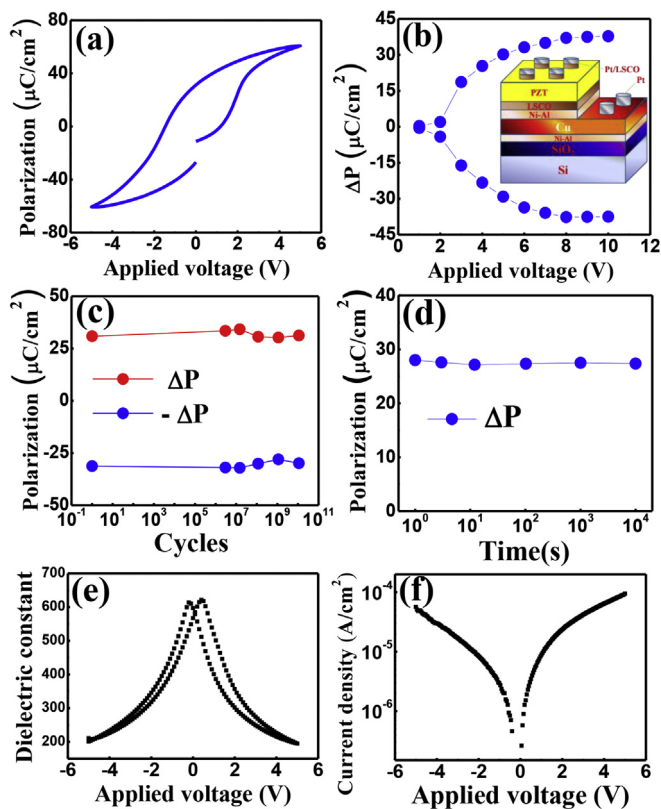 (a)
Polarization (μC/cm²)
80
40
0
-40
-80
-6 -4 -2 0 2 4 6
Applied voltage (V)
(b)
ΔP (μC/cm²)
45
30
15
0
-15
-30
-45
0 2 4 6 8 10 12
Applied voltage (V)
Pt/LSCO
Pt
PZT
LSCO
Ni-Al
Cu
Ni-Al
SiO
Si
(c)
Polarization (μC/cm²)
50
25
0
-25
-50
ΔP
- ΔP
10⁻¹ 10¹ 10³ 10⁵ 10⁷ 10⁹ 10¹¹
Cycles
(d)
Polarization (μC/cm²)
40
30
20
10
0
ΔP
10⁰ 10¹ 10² 10³ 10⁴
Time(s)
(e)
Dielectric constant
700
600
500
400
300
200
-6 -4 -2 0 2 4 6
Applied voltage (V)
(f)
Current density (A/cm²)
10⁻⁴
10⁻⁵
10⁻⁶
-6 -4 -2 0 2 4 6
Applied voltage (V)